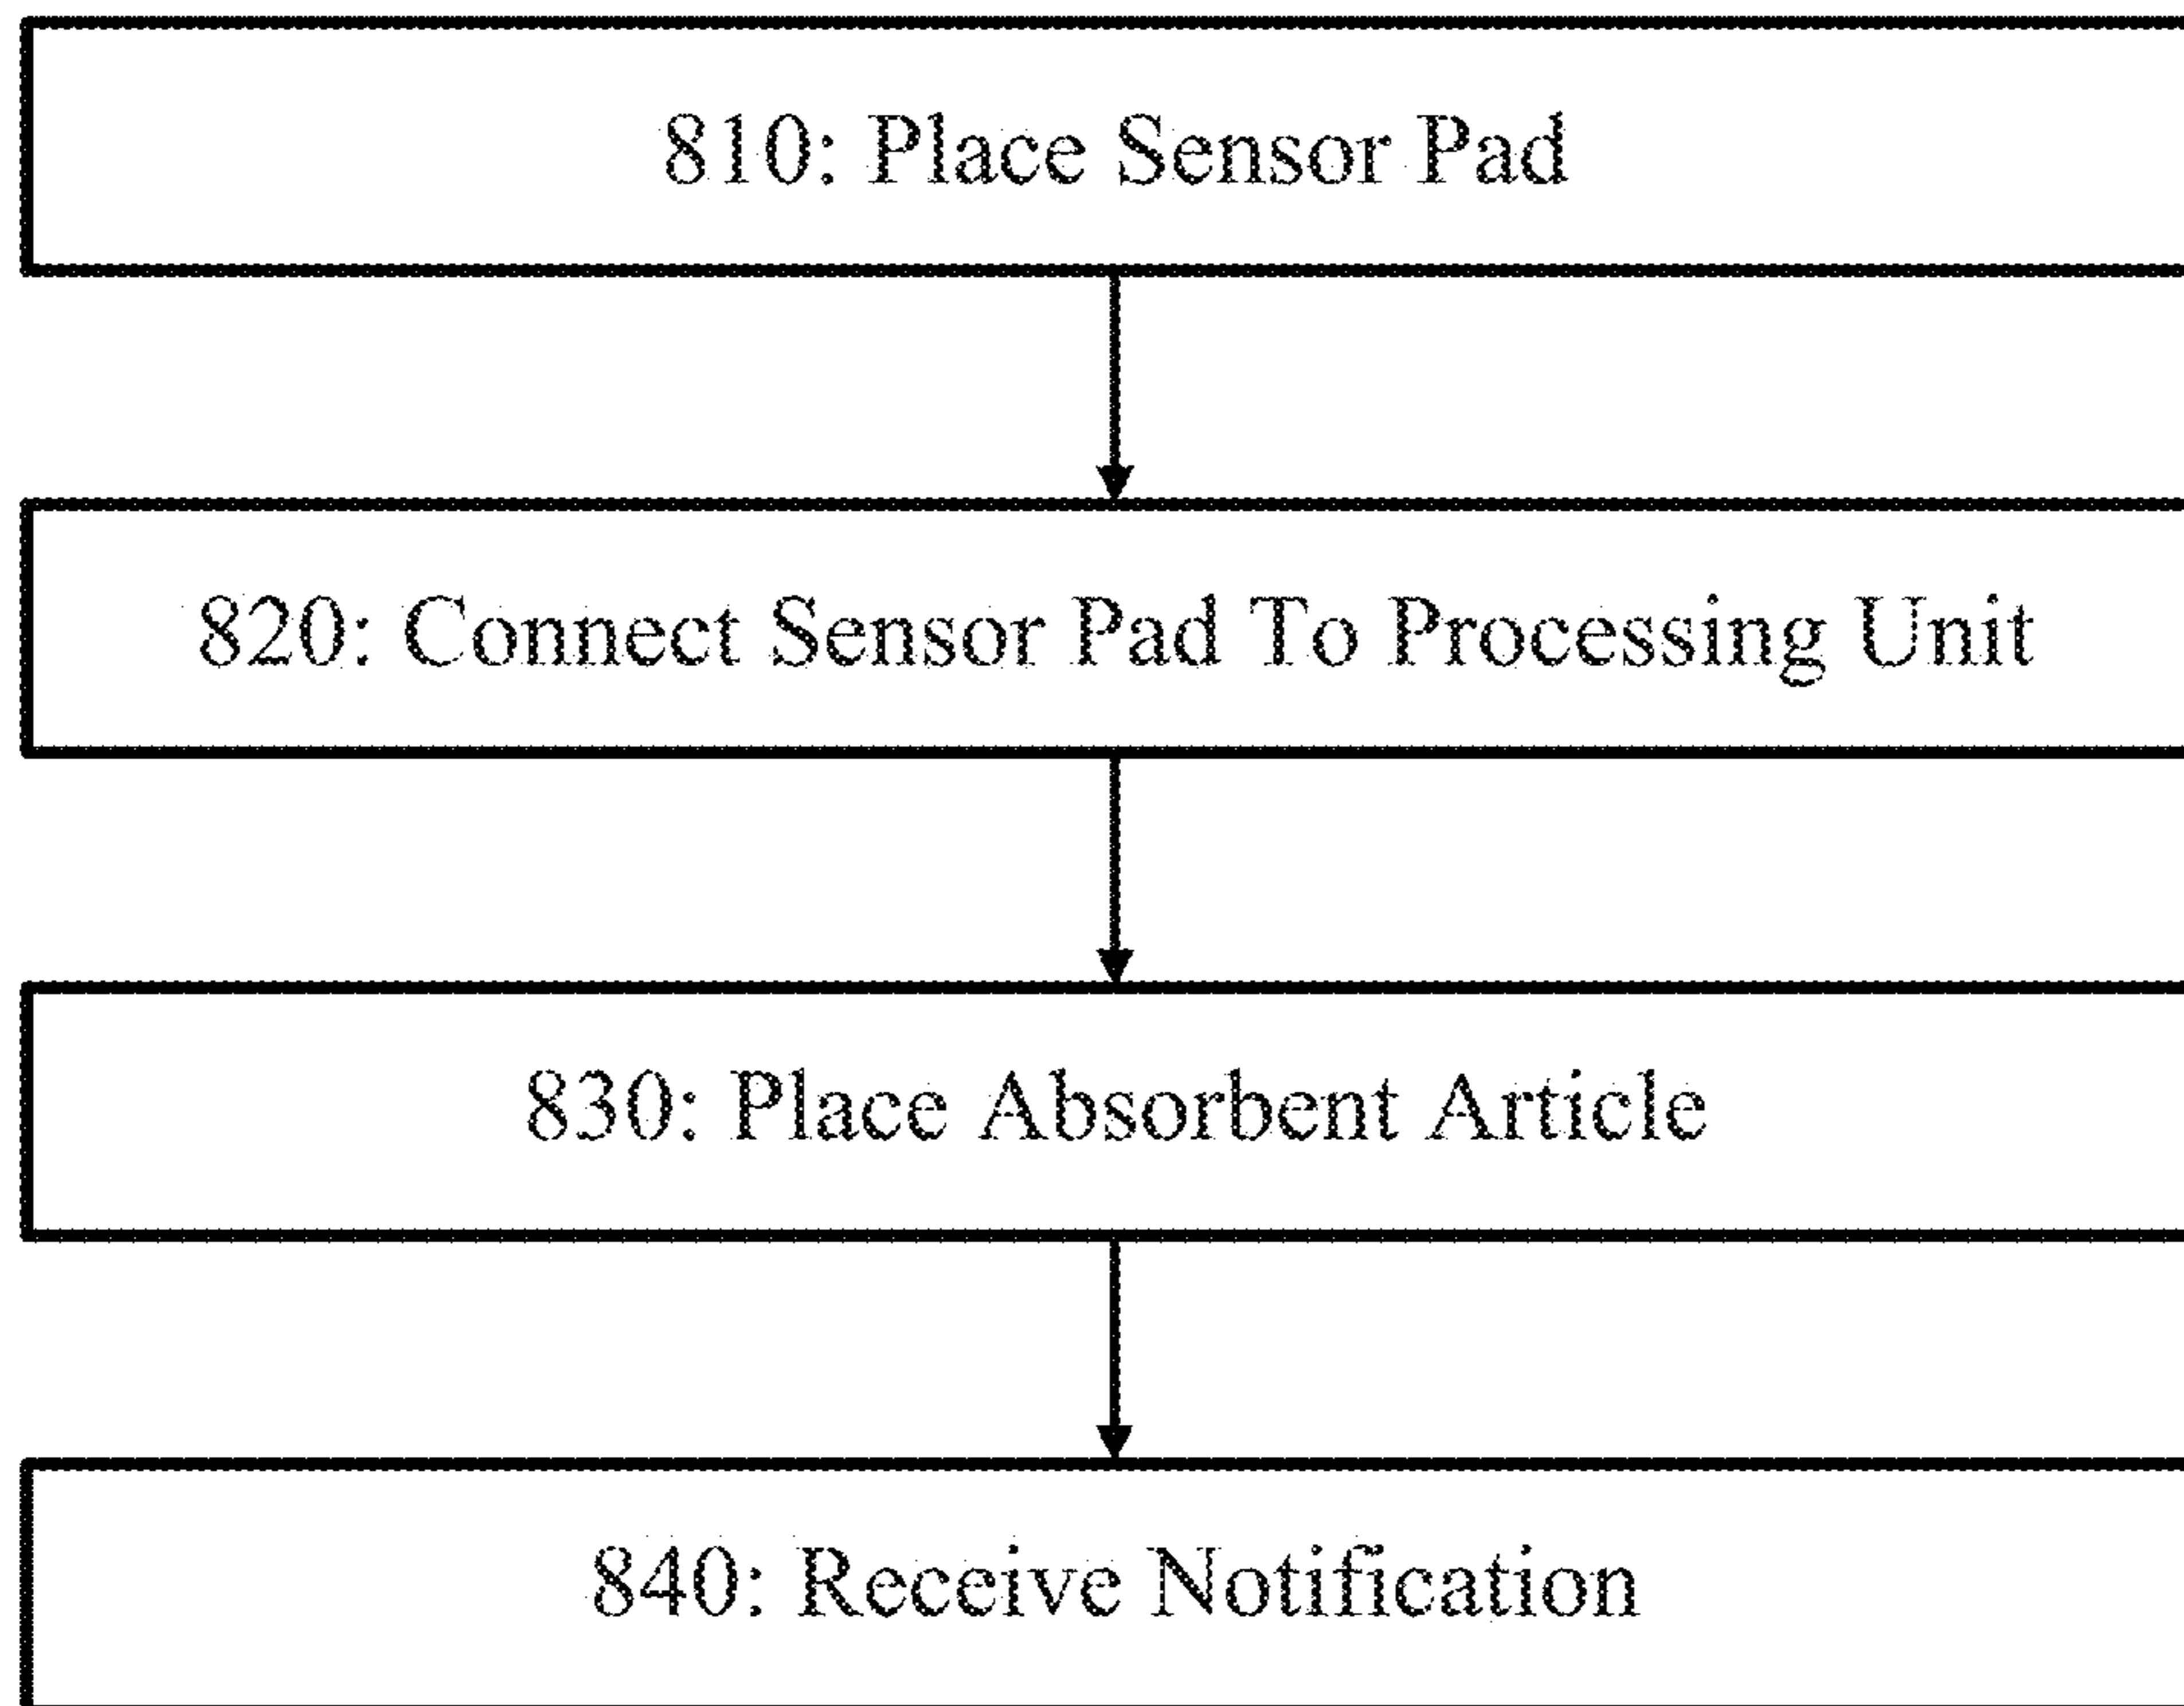 810: Place Sensor Pad
820: Connect Sensor Pad To Processing Unit
830: Place Absorbent Article
840: Receive Notification